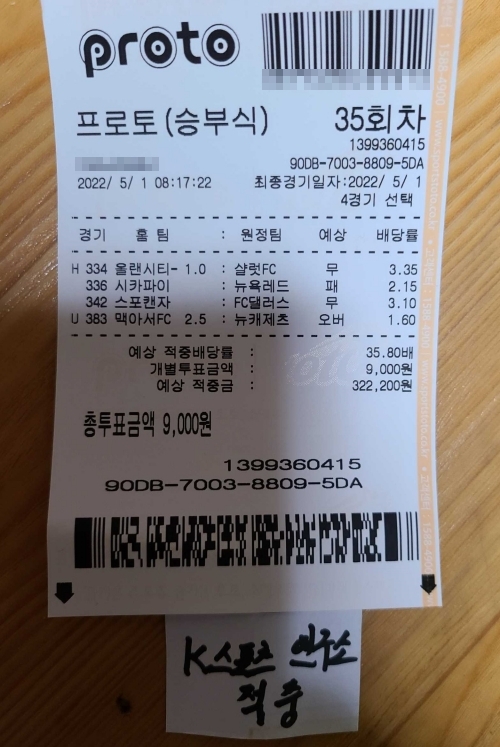 proto
프로토(승부식) 35회차
1399360415
90DB-7003-8809-5DA
2022/ 5/ 1 08:17:22 최종경기일자:2022/ 5/ 1
4경기 선택
경기 홈 팀 : 원정팀 예상 배당률
H 334 올랜시티- 1.0 : 샬럿FC 무 3.35
336 시카파이 : 뉴욕레드 패 2.15
342 스포캔자 : FC댈러스 무 3.10
U 383 맥아서FC 2.5 : 뉴캐제츠 오버 1.60
예상 적중배당률 : 35.80배
개별투표금액 : 9,000원
예상 적중금 : 322,200원
총투표금액 9,000원
1399360415
90DB-7003-8809-5DA
K스포츠 연구소
적중